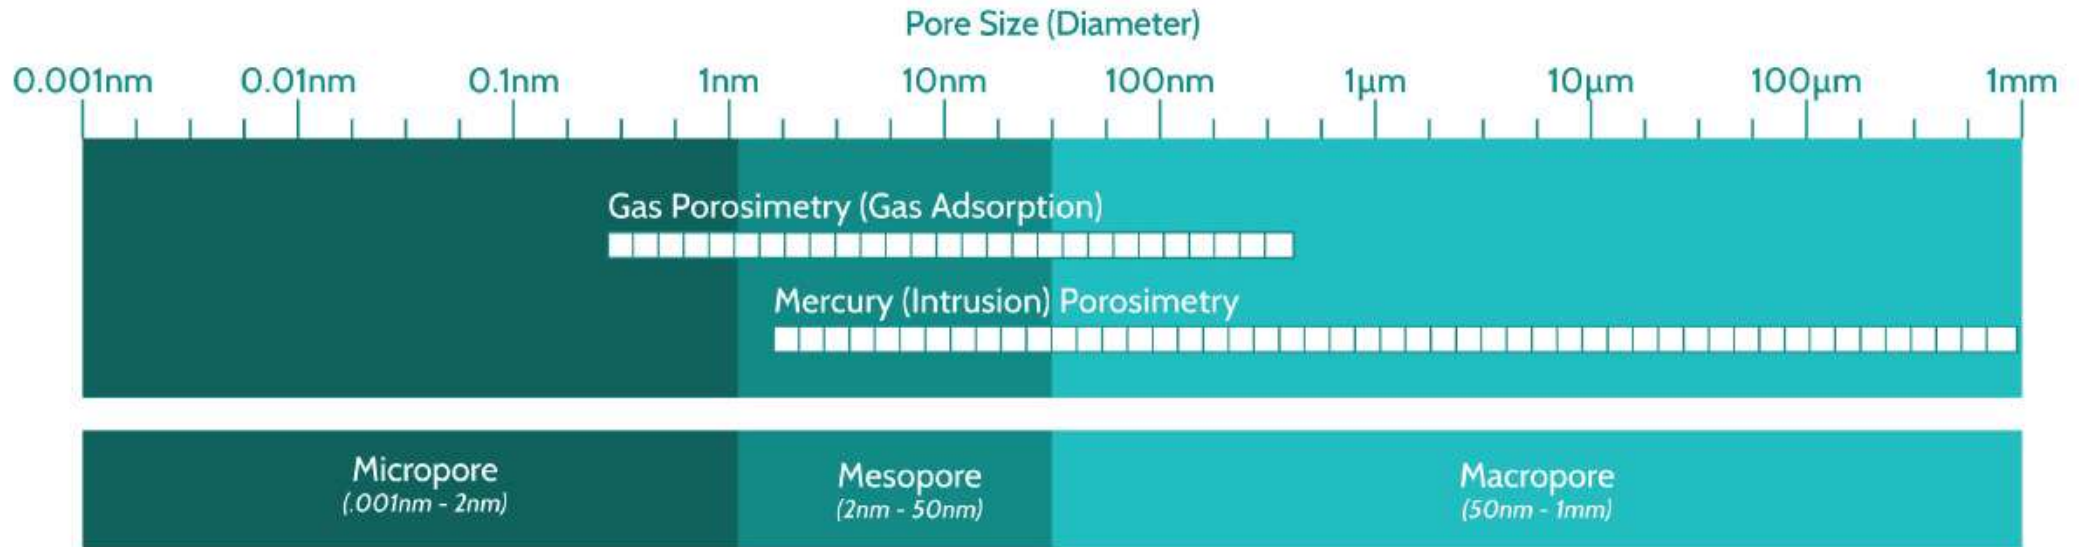 Pore Size (Diameter)
0.001nm 0.01nm 0.1nm 1nm 10nm 100nm 1µm 10µm 100µm 1mm
Gas Porosimetry (Gas Adsorption)
Mercury (Intrusion) Porosimetry
Micropore
(.001nm - 2nm)
Mesopore
(2nm - 50nm)
Macropore
(50nm - 1mm)